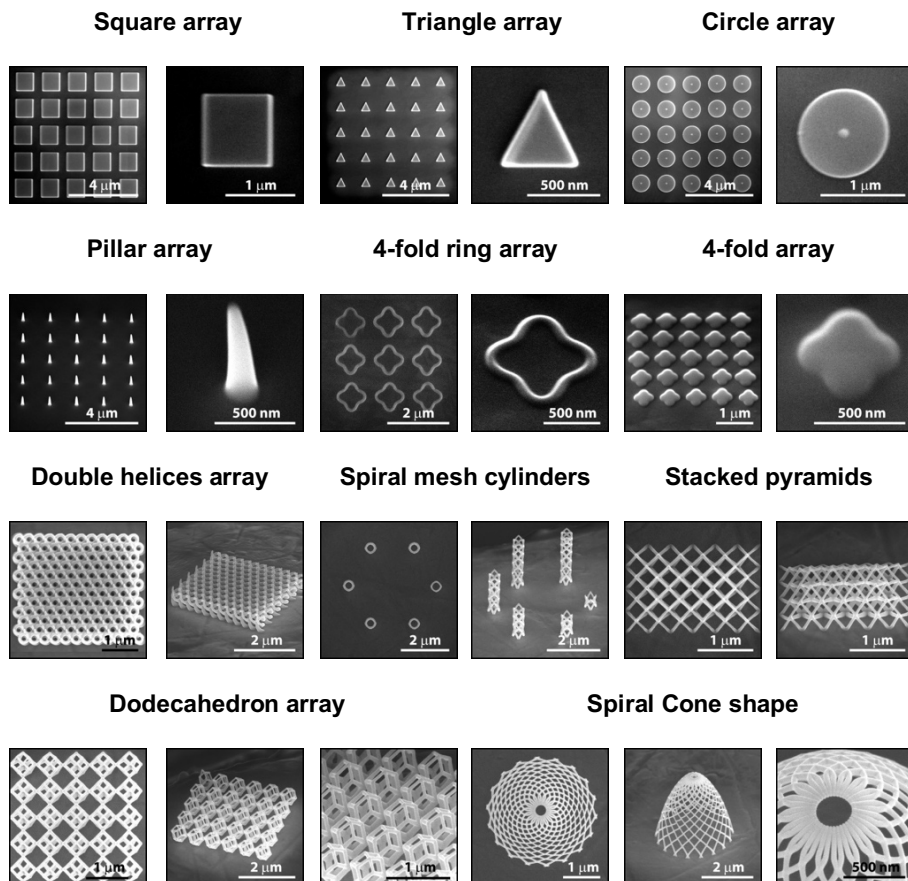 Square array Triangle array Circle array
4 μm 1 μm 4 μm 500 nm 4 μm 1 μm
Pillar array 4-fold ring array 4-fold array
4 μm 500 nm 2 μm 500 nm 1 μm 500 nm
Double helices array Spiral mesh cylinders Stacked pyramids
1 μm 2 μm 2 μm 2 μm 1 μm 1 μm
Dodecahedron array Spiral Cone shape
1 μm 2 μm 1 μm 1 μm 2 μm 500 nm